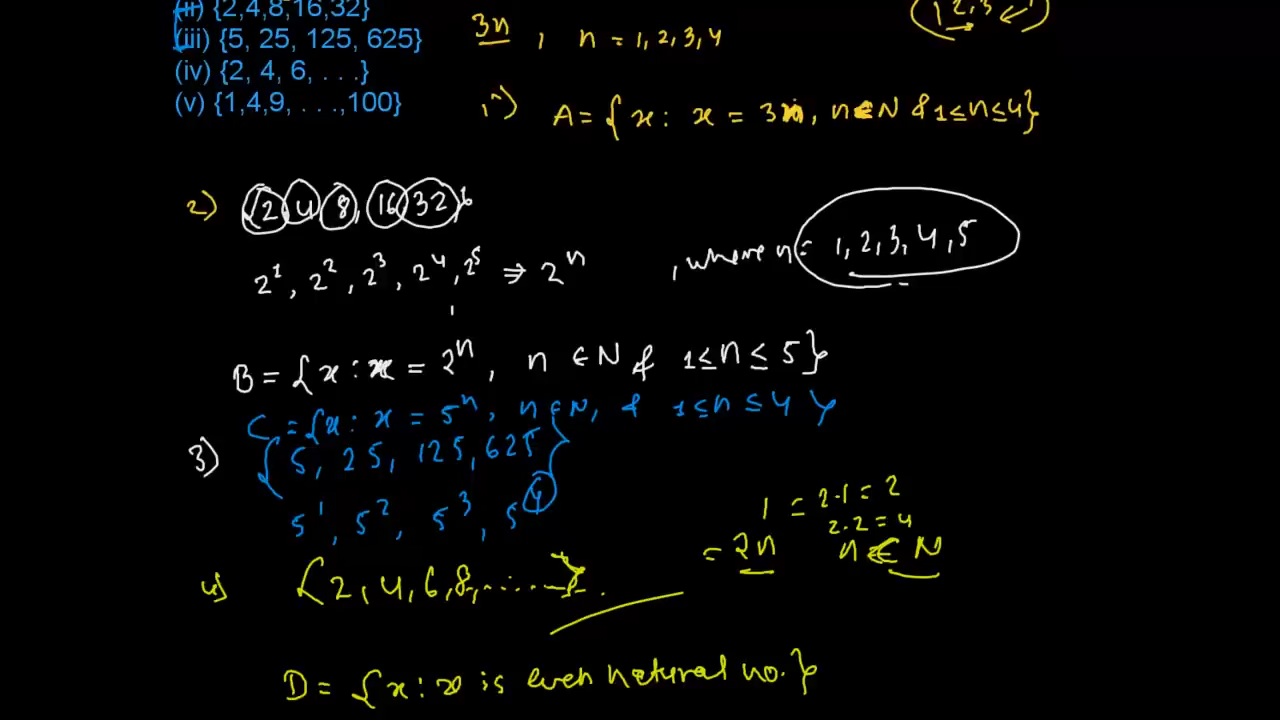 (ii) {2,4,8,16,32}
(iii) {5, 25, 125, 625}
(iv) {2, 4, 6, . . .}
(v) {1,4,9, . . .,100}
1, 2, 3
3n , n = 1, 2, 3, 4
A = { x : x = 3n, n ∈ N & 1 ≤ n ≤ 4}
2) {2 4 8, 16 32}
2¹, 2², 2³, 2⁴, 2⁵ ⇒ 2ⁿ , where n = 1, 2, 3, 4, 5
B = { x : x = 2ⁿ, n ∈ N & 1 ≤ n ≤ 5}
C = { x : x = 5ⁿ, n ∈ N, & 1 ≤ n ≤ 4 }
3) { 5, 25, 125, 625 }
5¹, 5², 5³, 5⁴
1 = 2·1 = 2
2·2 = 4
= 2n n ∈ N
4) { 2, 4, 6, 8, ...... }
D = { x : x is even natural no. }